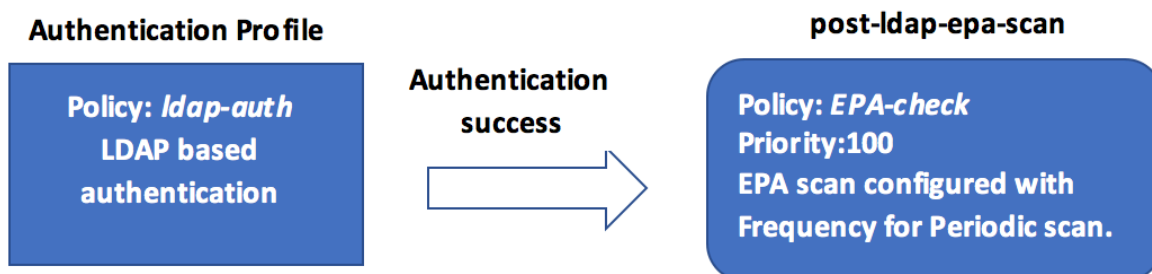 Authentication Profile
Policy: ldap-auth
LDAP based
authentication
Authentication
success
post-ldap-epa-scan
Policy: EPA-check
Priority:100
EPA scan configured with
Frequency for Periodic scan.